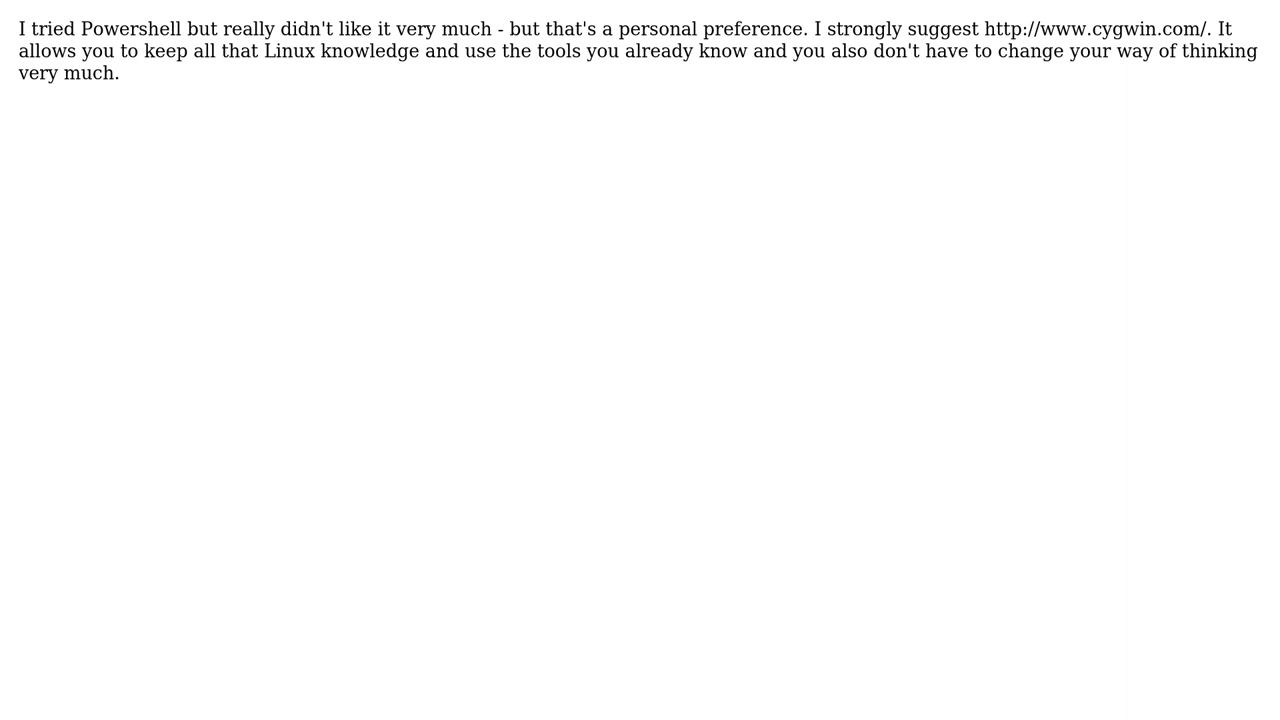 I tried Powershell but really didn't like it very much - but that's a personal preference. I strongly suggest http://www.cygwin.com/. It
allows you to keep all that Linux knowledge and use the tools you already know and you also don't have to change your way of thinking
very much.